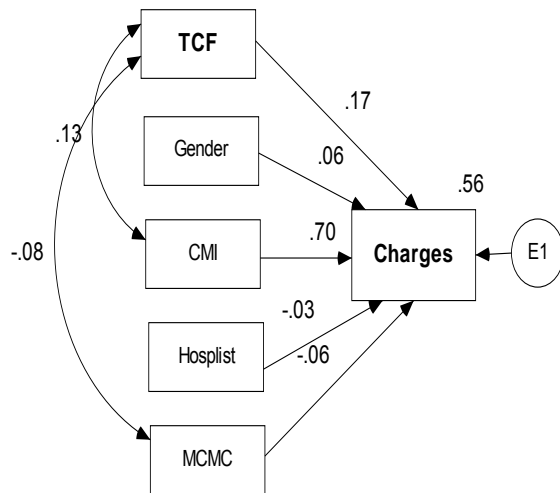 TCF
.17
.13
Gender
.06
.56
-.08
CMI
.70
Charges
E1
-.03
Hosplist
-.06
MCMC